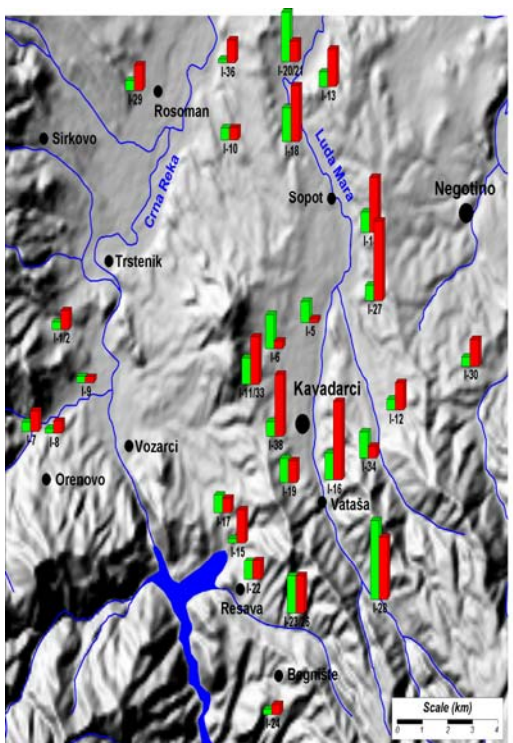 I-20/21
I-36
I-13
I-29
Rosoman
Sirkovo
I-10
I-18
Crna Reka
Luda Mara
Sopot
Negotino
I-1
Trstenik
I-27
I-1/2
I-5
I-6
I-30
I-9
I-11/33
Kavadarci
I-12
I-7
I-8
I-38
Vozarci
I-34
Orenovo
I-19
I-16
Vataša
I-17
I-15
I-22
Resava
I-28
Begnište
I-24
Scale (km)
0 1 2 3 4